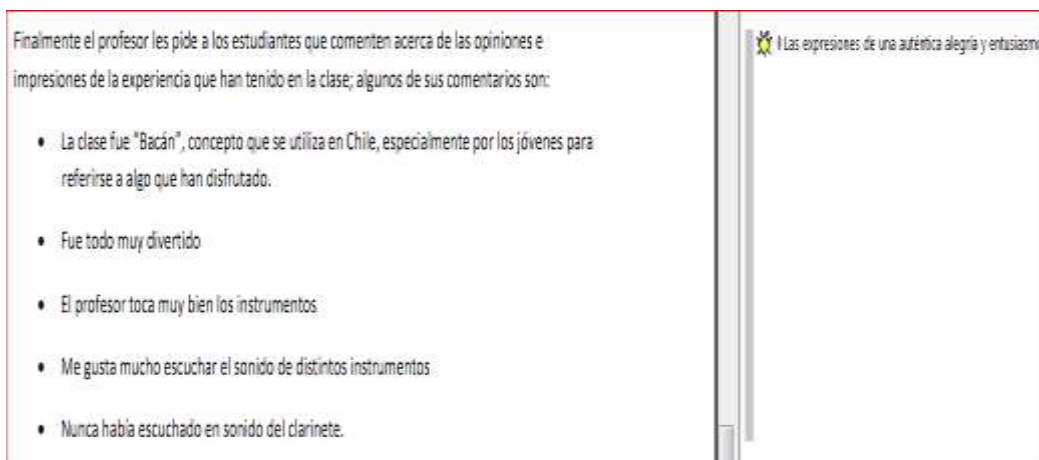 Finalmente el profesor les pide a los estudiantes que comenten acerca de las opiniones e
impresiones de la experiencia que han tenido en la clase; algunos de sus comentarios son:
• La clase fue "Bacán", concepto que se utiliza en Chile, especialmente por los jóvenes para
referirse a algo que han disfrutado.
• Fue todo muy divertido
• El profesor toca muy bien los instrumentos
• Me gusta mucho escuchar el sonido de distintos instrumentos
• Nunca había escuchado en sonido del clarinete.
Las expresiones de una auténtica alegría y entusiasmo